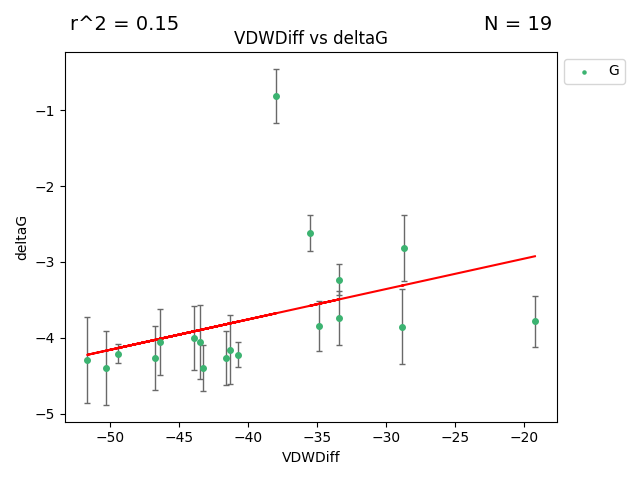 r^2 = 0.15
N = 19
VDWDiff vs deltaG
G
−1
−2
−3
−4
−5
deltaG
−50
−45
−40
−35
−30
−25
−20
VDWDiff